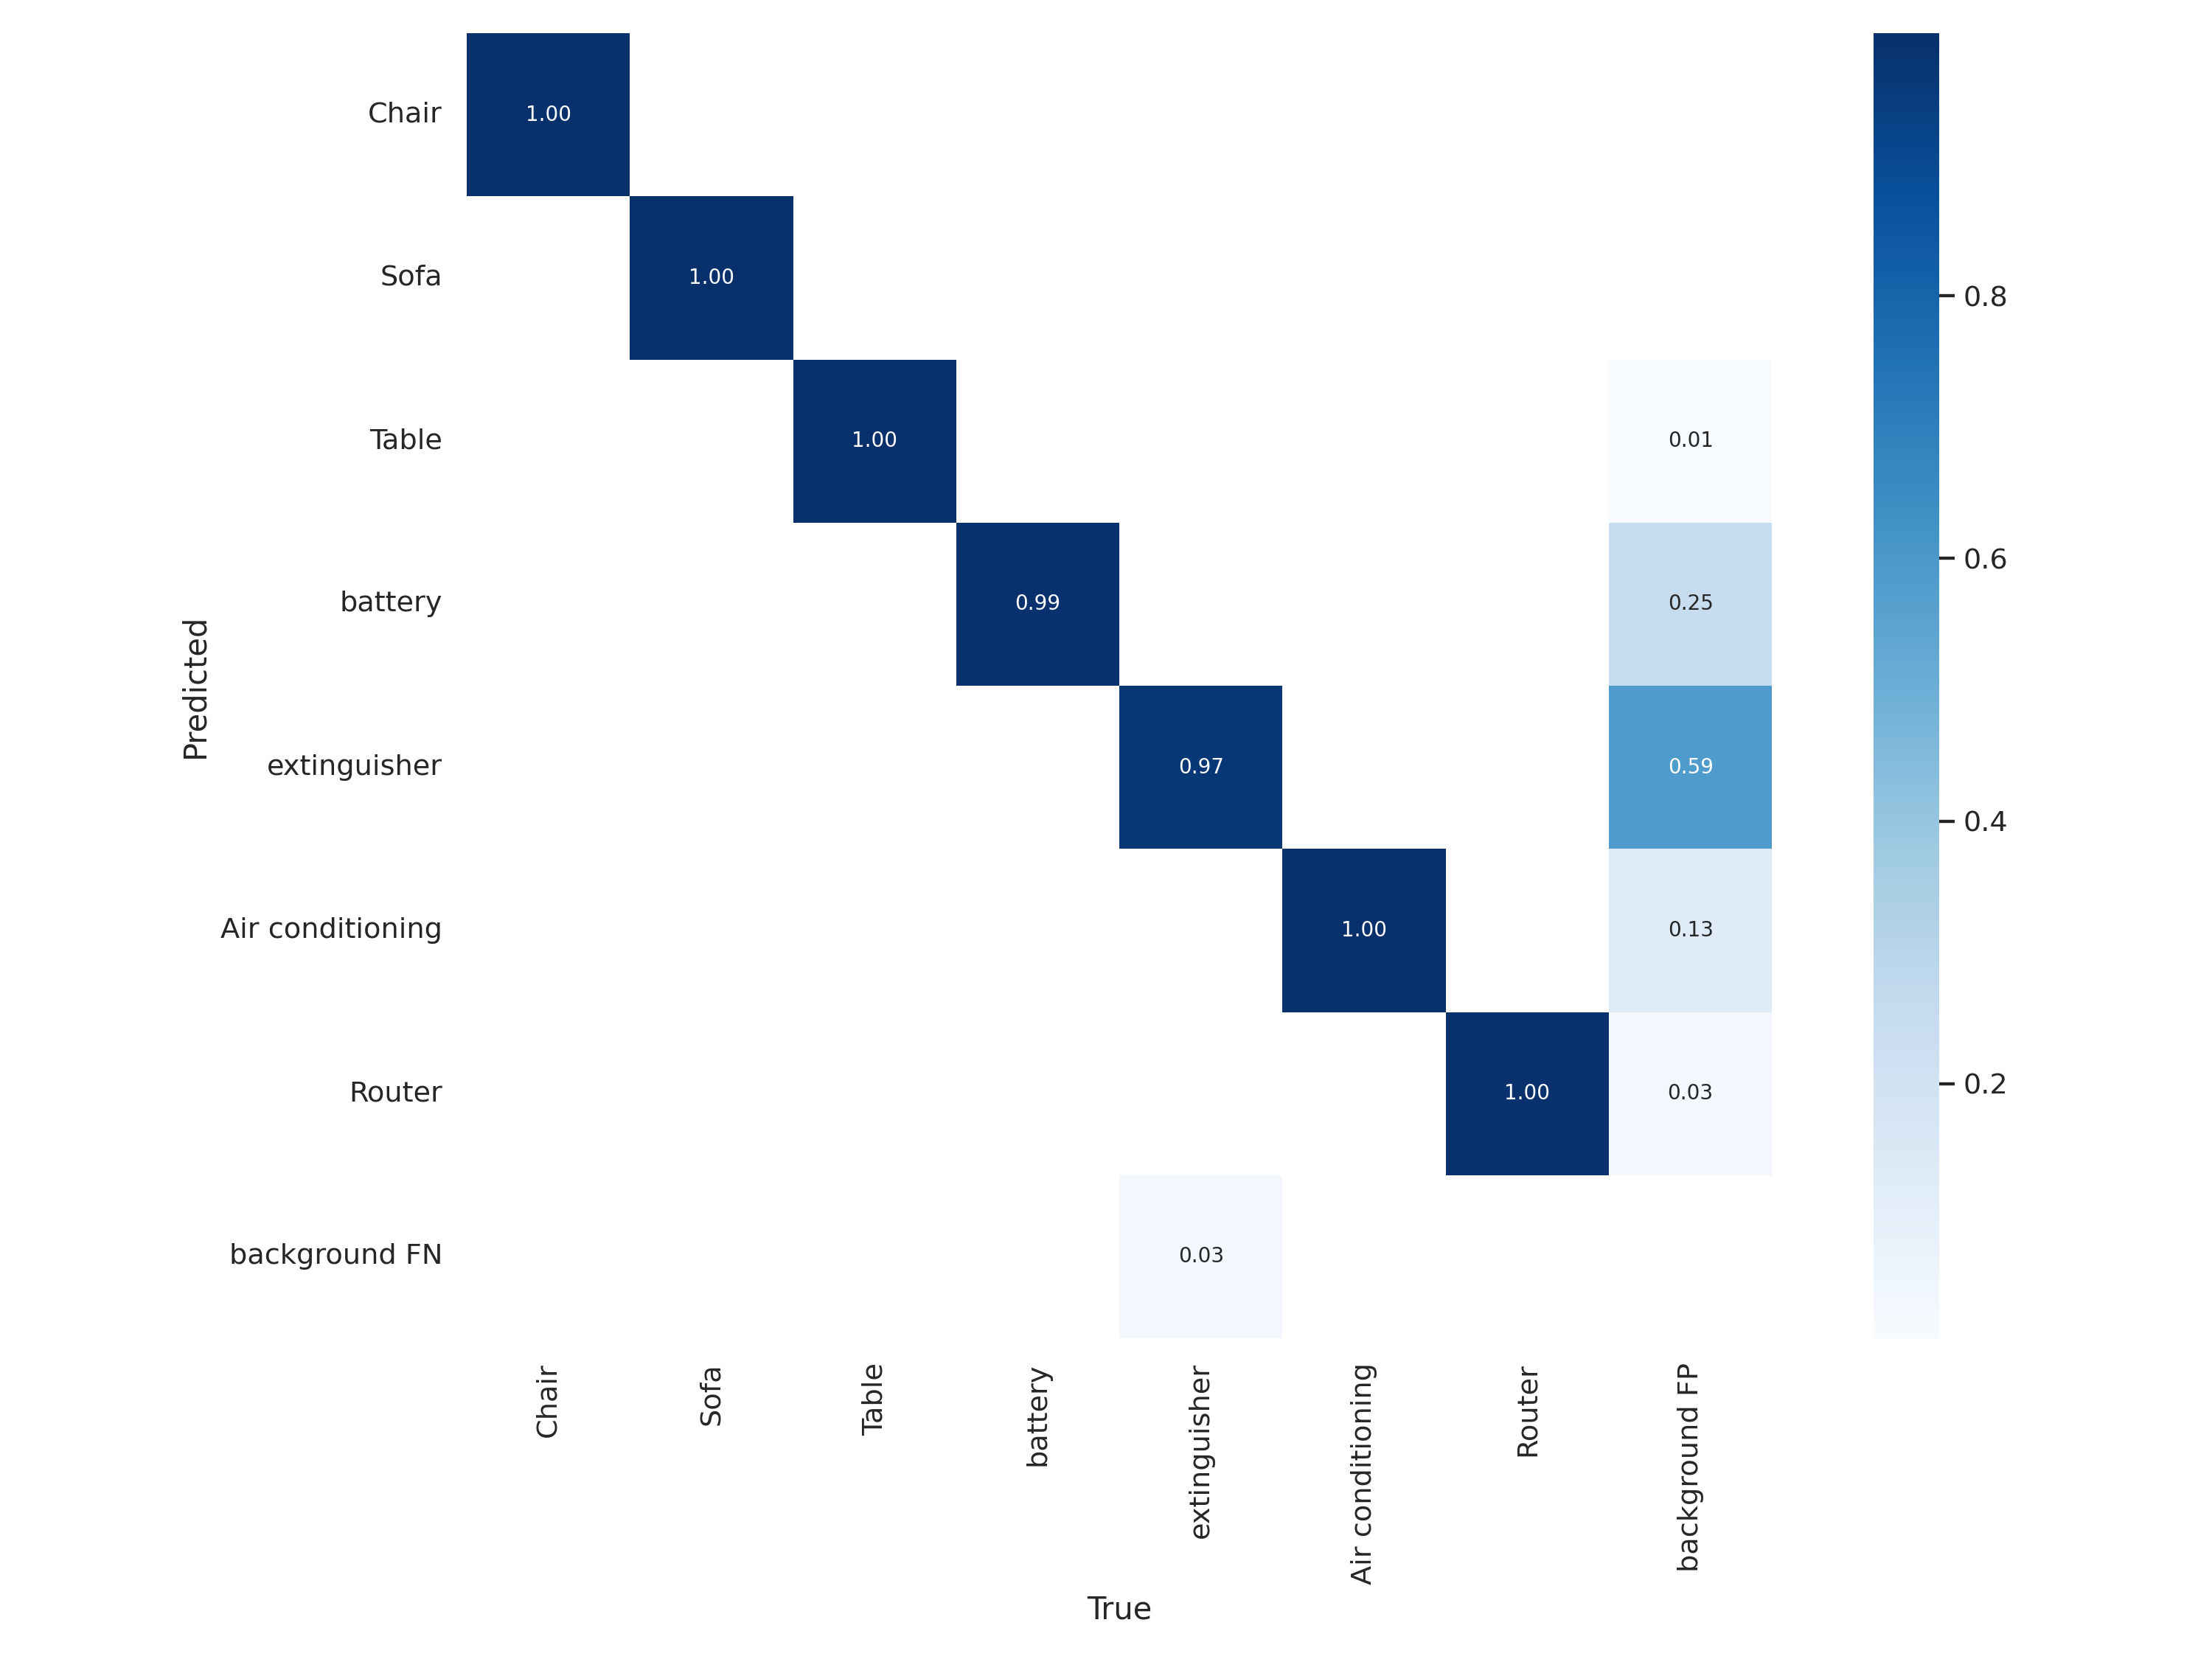 Chair
1.00
Sofa
1.00
0.8
Table
1.00
0.01
0.6
battery
0.99
0.25
Predicted
extinguisher
0.97
0.59
0.4
Air conditioning
1.00
0.13
Router
1.00
0.03
0.2
background FN
0.03
Chair
Sofa
Table
battery
extinguisher
Air conditioning
Router
background FP
True